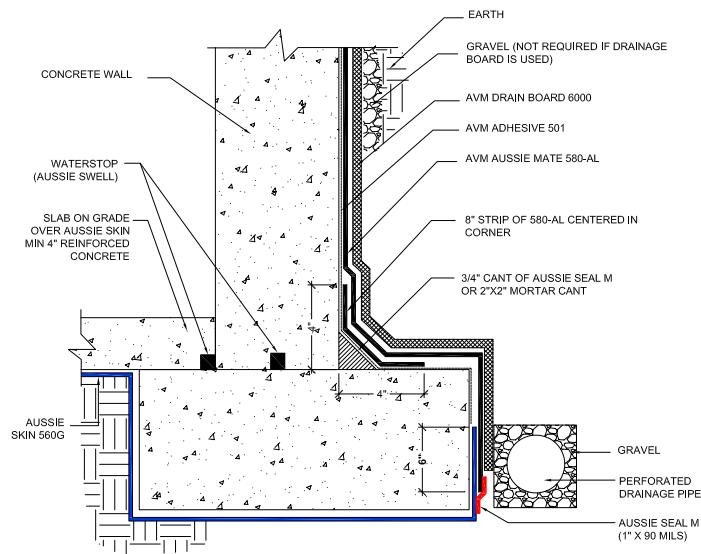 EARTH
GRAVEL (NOT REQUIRED IF DRAINAGE
BOARD IS USED)
CONCRETE WALL
AVM DRAIN BOARD 6000
AVM ADHESIVE 501
WATERSTOP
(AUSSIE SWELL)
AVM AUSSIE MATE 580-AL
SLAB ON GRADE
OVER AUSSIE SKIN
MIN 4" REINFORCED
CONCRETE
8" STRIP OF 580-AL CENTERED IN
CORNER
3/4" CANT OF AUSSIE SEAL M
OR 2"X2" MORTAR CANT
4"
4"
AUSSIE
SKIN 560G
6"
GRAVEL
PERFORATED
DRAINAGE PIPE
AUSSIE SEAL M
(1" X 90 MILS)